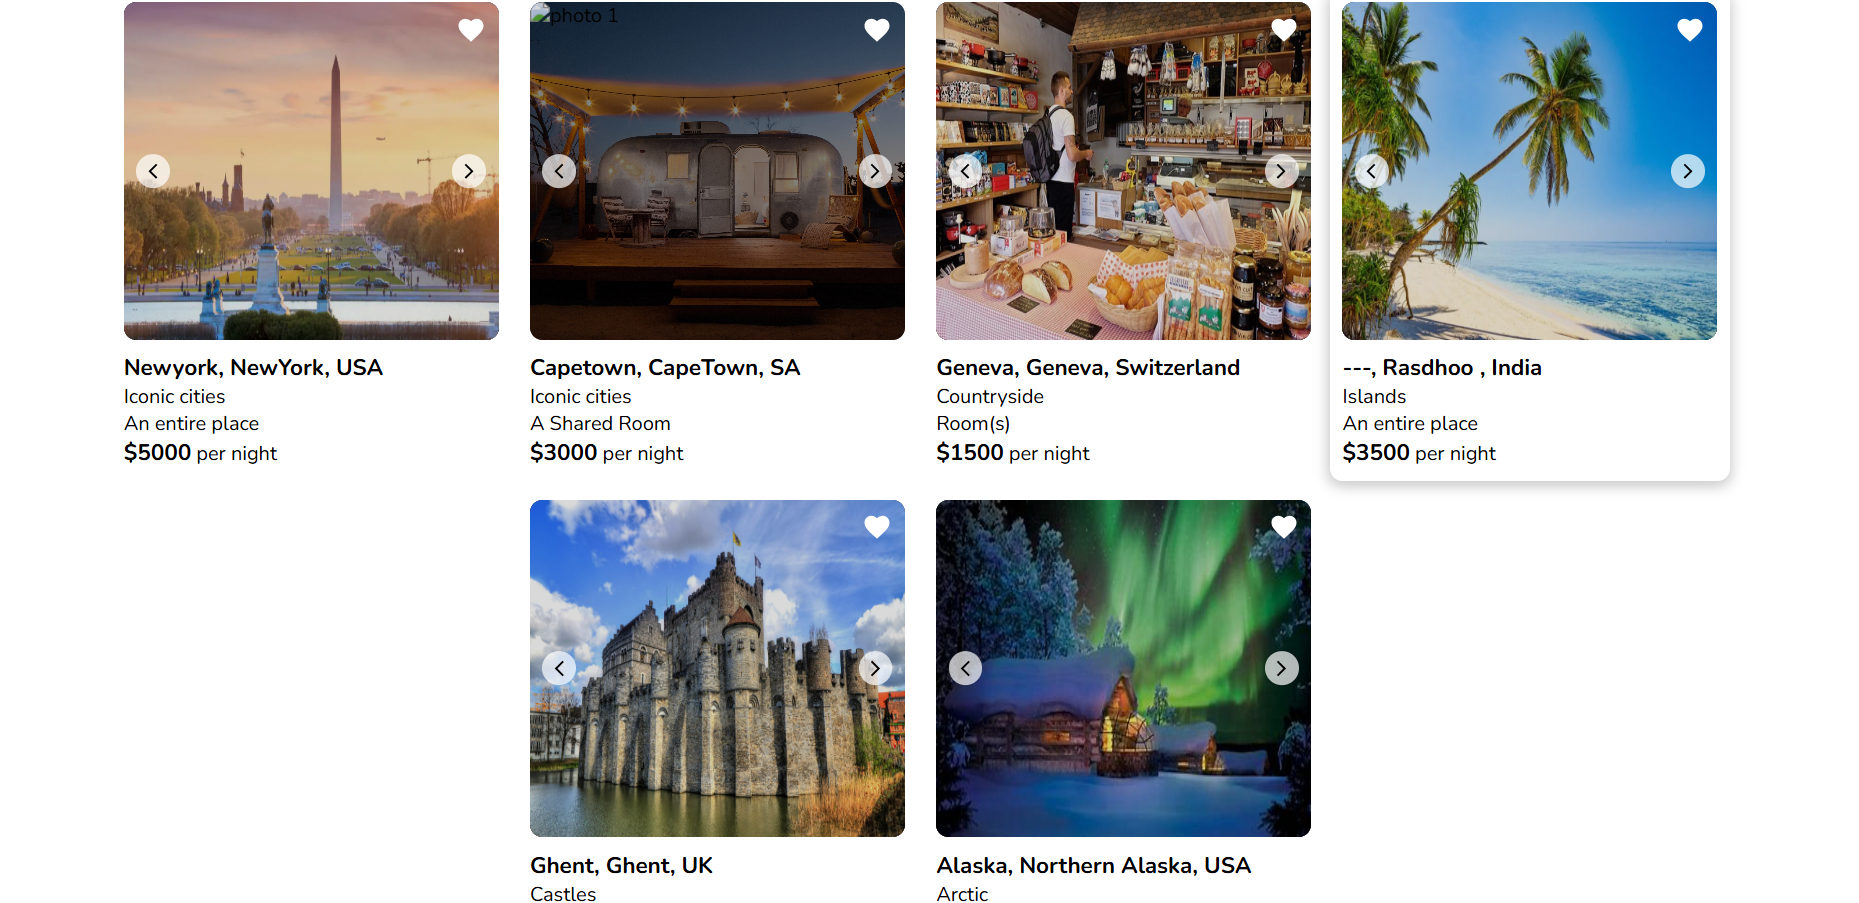 photo 1
Newyork, NewYork, USA
Iconic cities
An entire place
$5000 per night
Capetown, CapeTown, SA
Iconic cities
A Shared Room
$3000 per night
Geneva, Geneva, Switzerland
Countryside
Room(s)
$1500 per night
---, Rasdhoo , India
Islands
An entire place
$3500 per night
Ghent, Ghent, UK
Castles
Alaska, Northern Alaska, USA
Arctic